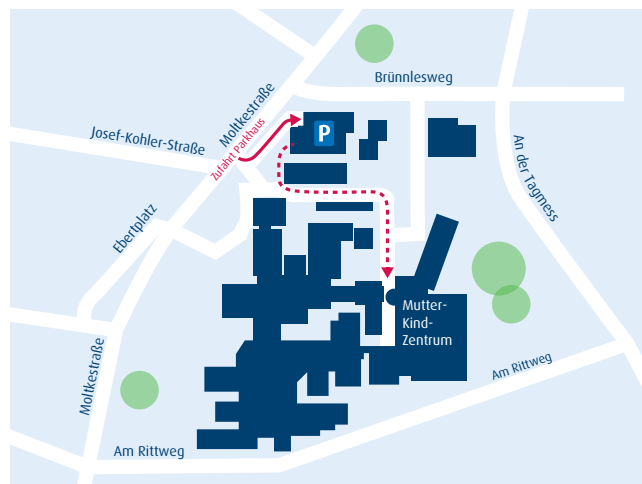 Brünnlesweg
Moltkestraße
P
Josef-Kohler-Straße
Zufahrt Parkhaus
An der Tagmess
Ebertplatz
Mutter-
Kind-
Zentrum
Moltkestraße
Am Rittweg
Am Rittweg